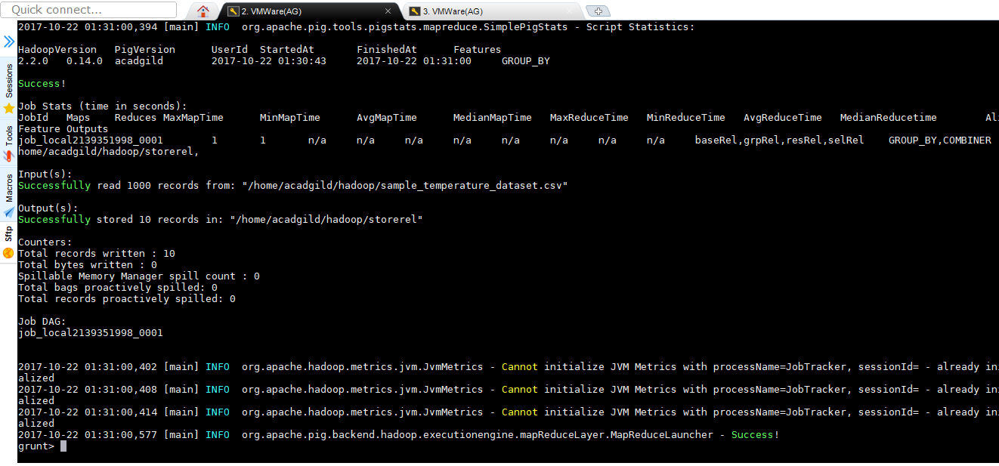 Quick connect...
2. VMWare(AG)
3. VMWare(AG)
Sessions
Tools
Macros
Sftp
2017-10-22 01:31:00,394 [main] INFO  org.apache.pig.tools.pigstats.mapreduce.SimplePigStats - Script Statistics:
HadoopVersion   PigVersion      UserId  StartedAt       FinishedAt      Features
2.2.0   0.14.0  acadgild        2017-10-22 01:30:43     2017-10-22 01:31:00     GROUP_BY
Success!
Job Stats (time in seconds):
JobId   Maps    Reduces MaxMapTime      MinMapTime      AvgMapTime      MedianMapTime   MaxReduceTime   MinReduceTime   AvgReduceTime   MedianReducetime        Ali
Feature Outputs
job_local2139351998_0001        1       1       n/a     n/a     n/a     n/a     n/a     n/a     n/a     n/a     baseRel,grpRel,resRel,selRel    GROUP_BY,COMBINER
home/acadgild/hadoop/storerel,
Input(s):
Successfully read 1000 records from: "/home/acadgild/hadoop/sample_temperature_dataset.csv"
Output(s):
Successfully stored 10 records in: "/home/acadgild/hadoop/storerel"
Counters:
Total records written : 10
Total bytes written : 0
Spillable Memory Manager spill count : 0
Total bags proactively spilled: 0
Total records proactively spilled: 0
Job DAG:
job_local2139351998_0001
2017-10-22 01:31:00,402 [main] INFO  org.apache.hadoop.metrics.jvm.JvmMetrics - Cannot initialize JVM Metrics with processName=JobTracker, sessionId= - already ini
alized
2017-10-22 01:31:00,408 [main] INFO  org.apache.hadoop.metrics.jvm.JvmMetrics - Cannot initialize JVM Metrics with processName=JobTracker, sessionId= - already ini
alized
2017-10-22 01:31:00,414 [main] INFO  org.apache.hadoop.metrics.jvm.JvmMetrics - Cannot initialize JVM Metrics with processName=JobTracker, sessionId= - already ini
alized
2017-10-22 01:31:00,577 [main] INFO  org.apache.pig.backend.hadoop.executionengine.mapReduceLayer.MapReduceLauncher - Success!
grunt>